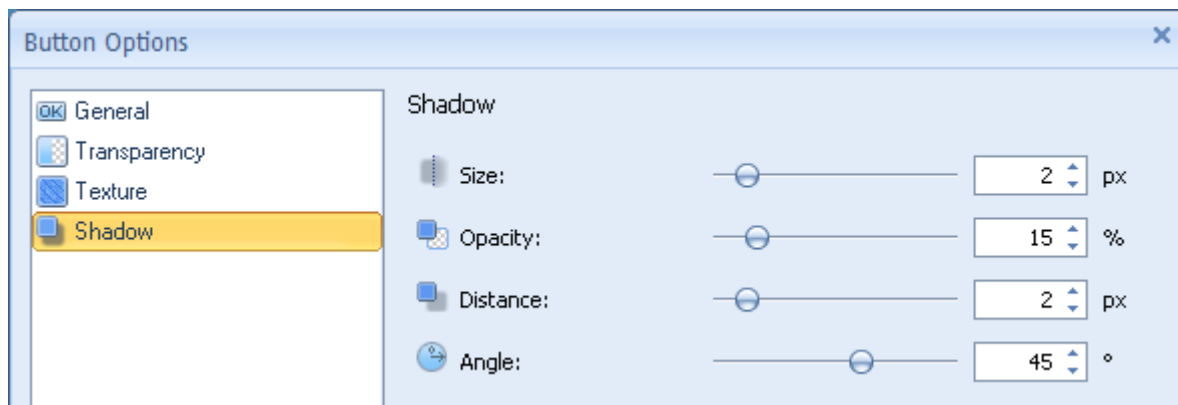 Button Options
OK General
Transparency
Texture
Shadow
Shadow
Size: 2 px
Opacity: 15 %
Distance: 2 px
Angle: 45 °